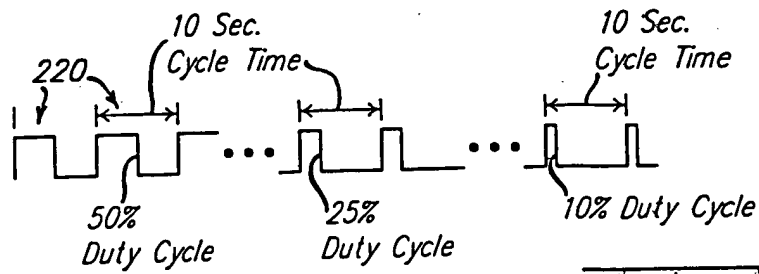 10 Sec.
Cycle Time
10 Sec.
Cycle Time
220
50%
Duty Cycle
25%
Duty Cycle
10% Duty Cycle